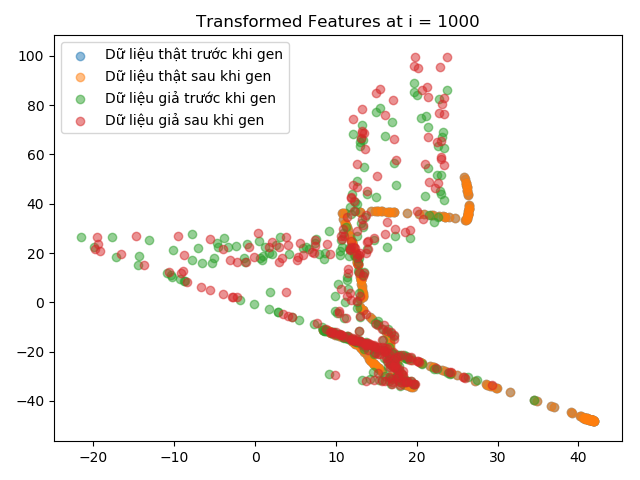 Transformed Features at i = 1000
Dữ liệu thật trước khi gen
Dữ liệu thật sau khi gen
Dữ liệu giả trước khi gen
Dữ liệu giả sau khi gen
100
80
60
40
20
0
−20
−40
−20 −10 0 10 20 30 40